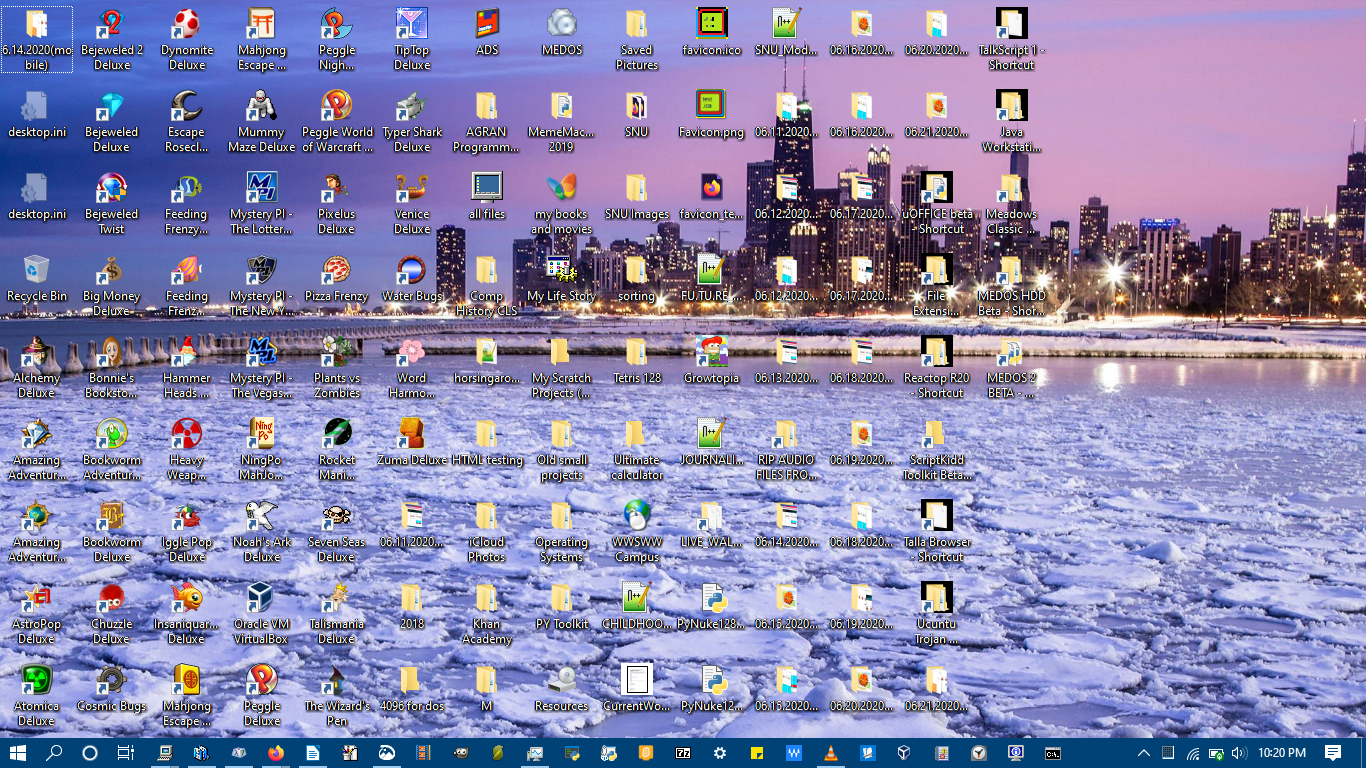 6.14.2020(mo
bile)
Bejeweled 2
Deluxe
Dynomite
Deluxe
Mahjong
Escape ...
Peggle
Nigh...
TipTop
Deluxe
ADS
MEDOS
Saved
Pictures
favicon.ico
SNU_Mod...
06.16.2020...
06.20.2020...
TalkScript 1 -
Shortcut
desktop.ini
Bejeweled
Deluxe
Escape
Rosecl...
Mummy
Maze Deluxe
Peggle World
of Warcraft ...
Typer Shark
Deluxe
AGRAN
Programm...
MemeMac...
2019
SNU
Favicon.png
06.11.2020...
06.16.2020...
06.21.2020...
Java
Workstati...
desktop.ini
Bejeweled
Twist
Feeding
Frenzy...
Mystery PI -
The Lotter...
Pixelus
Deluxe
Venice
Deluxe
all files
my books
and movies
SNU Images
favicon_te...
06.12.2020...
06.17.2020...
uOFFICE beta
- Shortcut
Meadows
Classic ...
Recycle Bin
Big Money
Deluxe
Feeding
Frenz...
Mystery PI -
The New Y...
Pizza Frenzy
Water Bugs
Comp
History CLS
My Life Story
sorting
FU.TU.RE_...
06.12.2020...
06.17.2020...
File
Extensi...
MEDOS HDD
Beta - Shor...
Alchemy
Deluxe
Bonnie's
Booksto...
Hammer
Heads ...
Mystery PI -
The Vegas...
Plants vs
Zombies
Word
Harmo...
horsingaro...
My Scratch
Projects (...
Tetris 128
Growtopia
06.13.2020...
06.18.2020...
Reactop R20
- Shortcut
MEDOS 2
BETA - ...
Amazing
Adventur...
Bookworm
Adventur...
Heavy
Weap...
NingPo
MahJo...
Rocket
Mani...
Zuma Deluxe
HTML testing
Old small
projects
Ultimate
calculator
JOURNALI...
RIP AUDIO
FILES FRO...
06.19.2020...
ScriptKidd
Toolkit Beta...
Amazing
Adventur...
Bookworm
Deluxe
Iggle Pop
Deluxe
Noah's Ark
Deluxe
Seven Seas
Deluxe
06.11.2020...
iCloud
Photos
Operating
Systems
WWSWW
Campus
LIVE_WAL...
06.14.2020...
06.18.2020...
Talla Browser
- Shortcut
AstroPop
Deluxe
Chuzzle
Deluxe
Insaniquar...
Deluxe
Oracle VM
VirtualBox
Talismania
Deluxe
2018
Khan
Academy
PY Toolkit
CHILDHOO...
PyNuke128...
06.15.2020...
06.19.2020...
Ucuntu
Trojan ...
Atomica
Deluxe
Cosmic Bugs
Mahjong
Escape ...
Peggle
Deluxe
The Wizard's
Pen
4096 for dos
M
Resources
CurrentWo...
PyNuke12...
06.15.2020...
06.20.2020...
06.21.2020...
10:20 PM